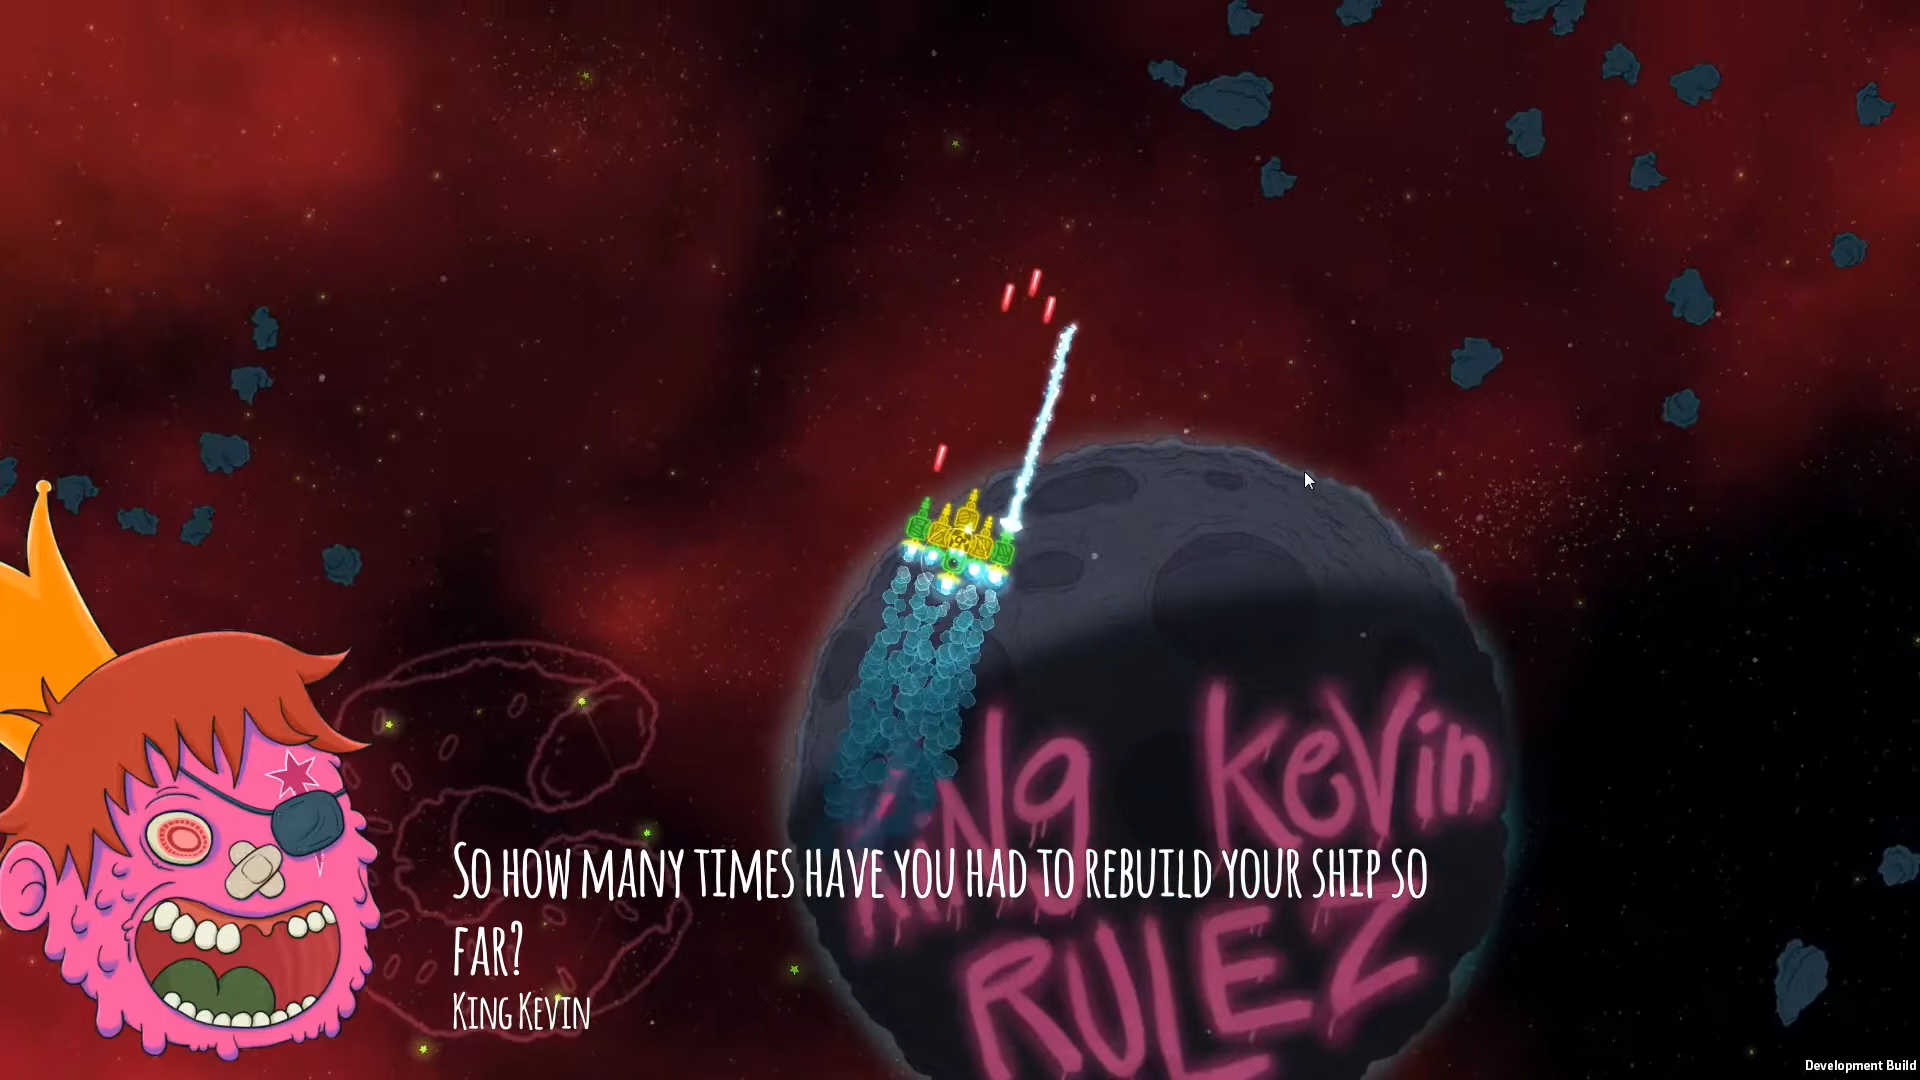 KiNg KeVin
RULEZ
So how many times have you had to rebuild your ship so
far?
King Kevin
Development Build